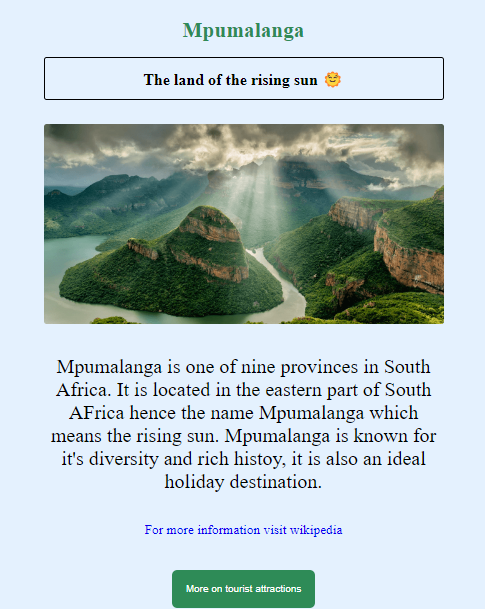 Mpumalanga
The land of the rising sun 🌞
Mpumalanga is one of nine provinces in South
Africa. It is located in the eastern part of South
AFrica hence the name Mpumalanga which
means the rising sun. Mpumalanga is known for
it's diversity and rich histoy, it is also an ideal
holiday destination.
For more information visit wikipedia
More on tourist attractions